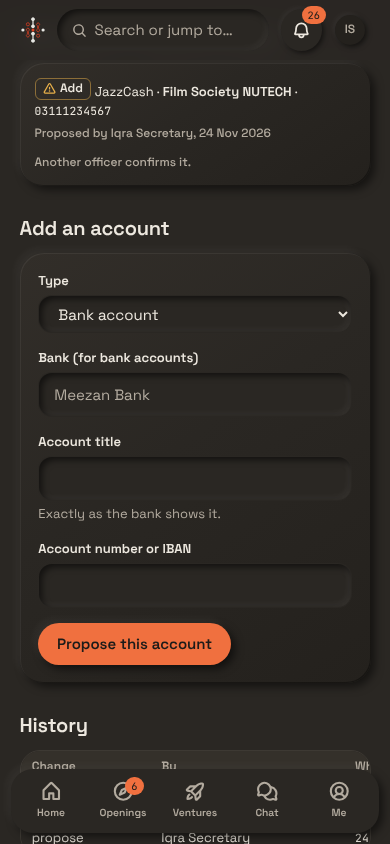 Search or jump to...
26
IS
Add JazzCash · Film Society NUTECH ·
03111234567
Proposed by Iqra Secretary, 24 Nov 2026
Another officer confirms it.
Add an account
Type
Bank account
Bank (for bank accounts)
Meezan Bank
Account title
Exactly as the bank shows it.
Account number or IBAN
Propose this account
History
Change By
propose Iqra Secretary 24
6
Home Openings Ventures Chat Me